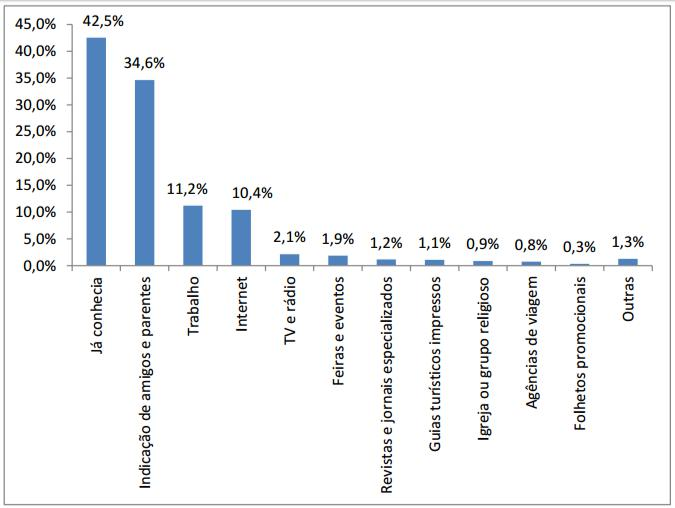 45,0%
40,0%
35,0%
30,0%
25,0%
20,0%
15,0%
10,0%
5,0%
0,0%
42,5%
34,6%
11,2%
10,4%
2,1%
1,9%
1,2%
1,1%
0,9%
0,8%
0,3%
1,3%
Já conhecia
Indicação de amigos e parentes
Trabalho
Internet
TV e rádio
Feiras e eventos
Revistas e jornais especializados
Guias turísticos impressos
Igreja ou grupo religioso
Agências de viagem
Folhetos promocionais
Outras